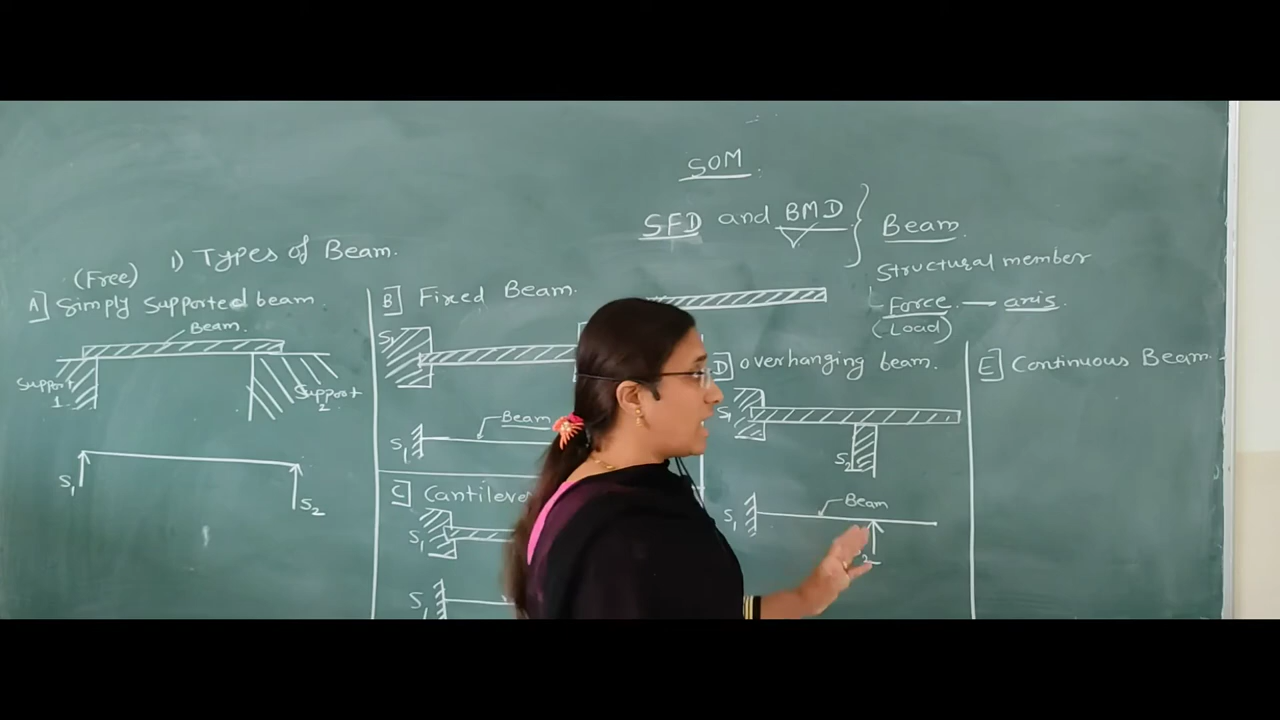 SOM
SFD and BMD
Beam
Structural member
Force — axis
(Load)
1) Types of Beam.
(Free)
A] Simply Supported beam
Beam
Support 1
Support 2
S1
S2
B] Fixed Beam
S1
Beam
S1
C] Cantilever
S1
S1
D] overhanging beam.
S1
S2
Beam
S1
E] Continuous Beam